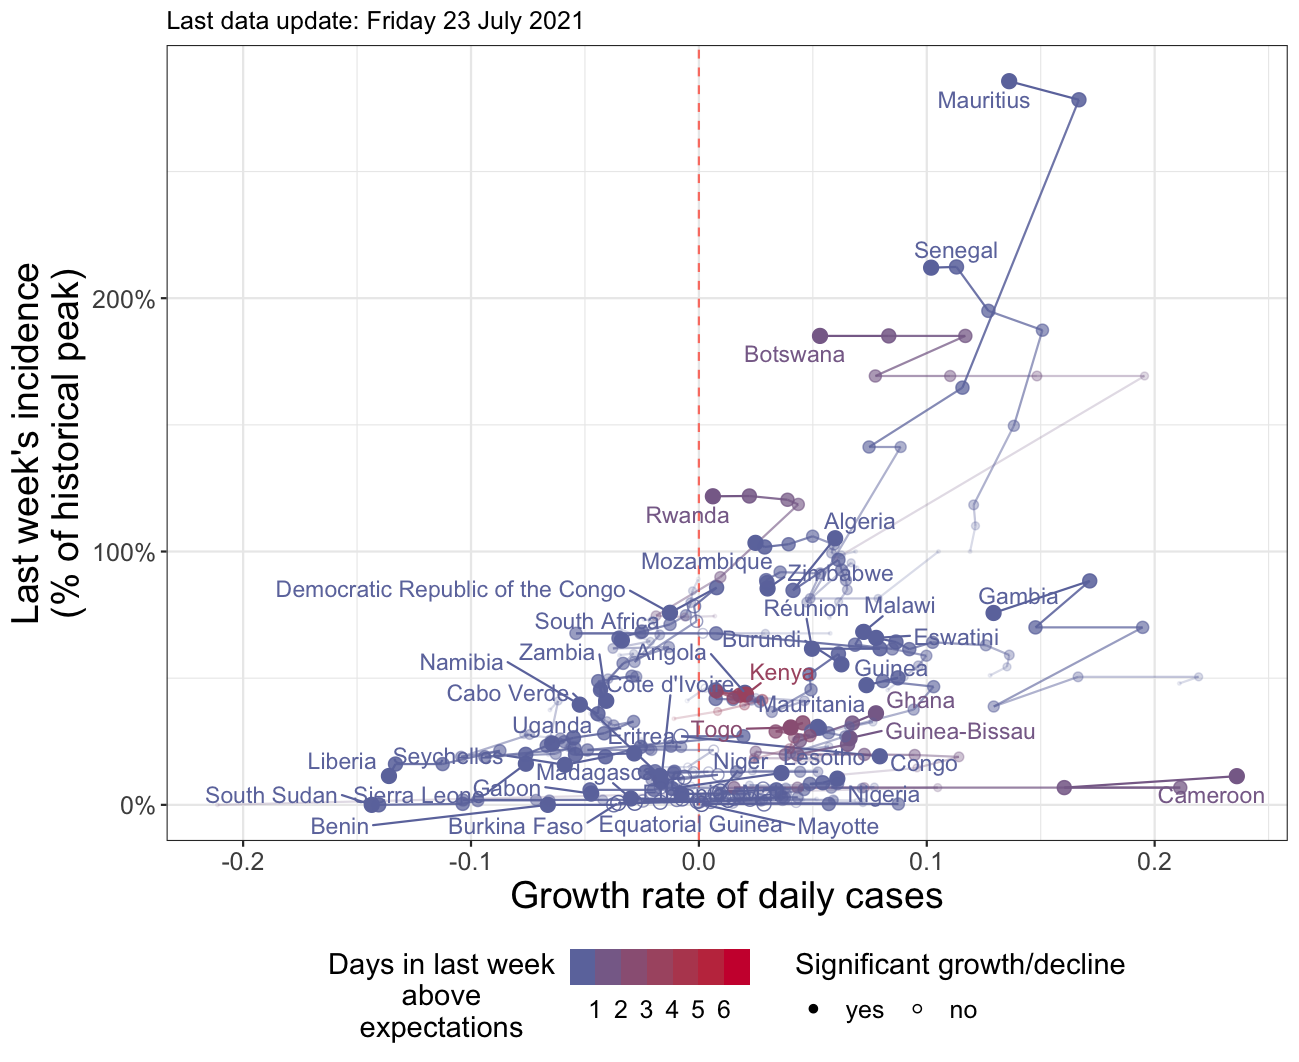 Last data update: Friday 23 July 2021
Last week's incidence
(% of historical peak)
200%
100%
0%
Mauritius
Senegal
Botswana
Rwanda
Algeria
Mozambique
Zimbabwe
Democratic Republic of the Congo
Gambia
Réunion
Malawi
South Africa
Burundi
Eswatini
Zambia
Angola
Namibia
Guinea
Kenya
Cabo Verde
Côte d'Ivoire
Mauritania
Ghana
Uganda
Eritrea
Togo
Guinea-Bissau
Liberia
Seychelles
Niger
Lesotho
Congo
Madagascar
South Sudan
Sierra Leone
Gabon
Nigeria
Cameroon
Benin
Burkina Faso
Equatorial Guinea
Mayotte
-0.2
-0.1
0.0
0.1
0.2
Growth rate of daily cases
Days in last week
above
expectations
1 2 3 4 5 6
Significant growth/decline
yes
no